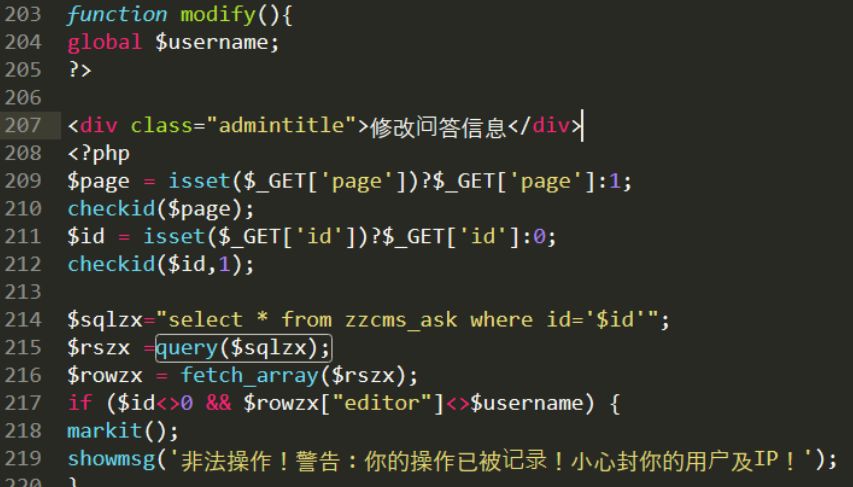 203 function modify(){
204 global $username;
205 ?>
206
207 <div class="admintitle">修改问答信息</div>
208 <?php
209 $page = isset($_GET['page'])?$_GET['page']:1;
210 checkid($page);
211 $id = isset($_GET['id'])?$_GET['id']:0;
212 checkid($id,1);
213
214 $sqlzx="select * from zzcms_ask where id='$id'";
215 $rszx =query($sqlzx);
216 $rowzx = fetch_array($rszx);
217 if ($id<>0 && $rowzx["editor"]<>$username) {
218 markit();
219 showmsg('非法操作！警告：你的操作已被记录！小心封你的用户及IP！');
220 }